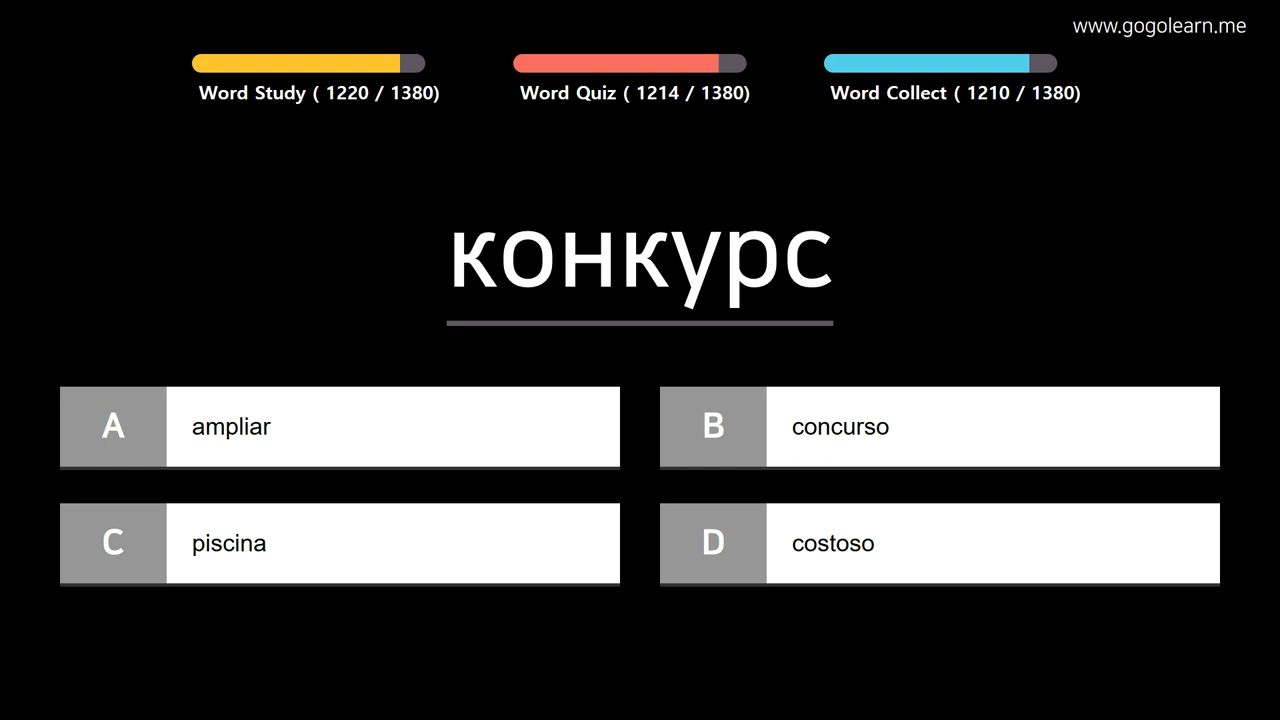 www.gogolearn.me
Word Study ( 1220 / 1380)
Word Quiz ( 1214 / 1380)
Word Collect ( 1210 / 1380)
конкурс
A ampliar
B concurso
C piscina
D costoso